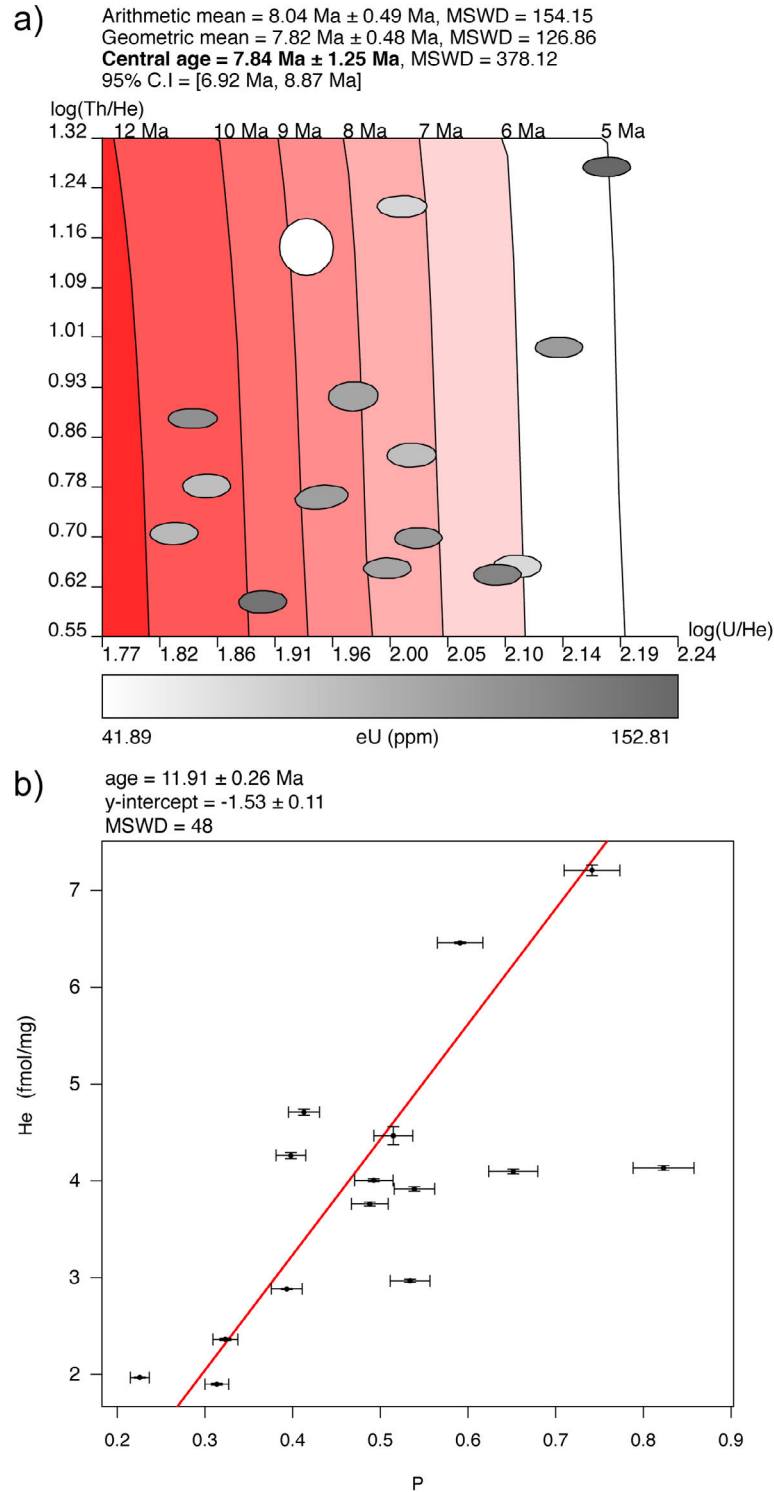 a)
Arithmetic mean = 8.04 Ma ± 0.49 Ma, MSWD = 154.15
Geometric mean = 7.82 Ma ± 0.48 Ma, MSWD = 126.86
Central age = 7.84 Ma ± 1.25 Ma, MSWD = 378.12
95% C.I = [6.92 Ma, 8.87 Ma]
log(Th/He)
12 Ma 10 Ma 9 Ma 8 Ma 7 Ma 6 Ma 5 Ma
1.32
1.24
1.16
1.09
1.01
0.93
0.86
0.78
0.70
0.62
0.55
log(U/He)
1.77 1.82 1.86 1.91 1.96 2.00 2.05 2.10 2.14 2.19 2.24
41.89 eU (ppm) 152.81
b)
age = 11.91 ± 0.26 Ma
y-intercept = -1.53 ± 0.11
MSWD = 48
He (fmol/mg)
7
6
5
4
3
2
0.2 0.3 0.4 0.5 0.6 0.7 0.8 0.9
P